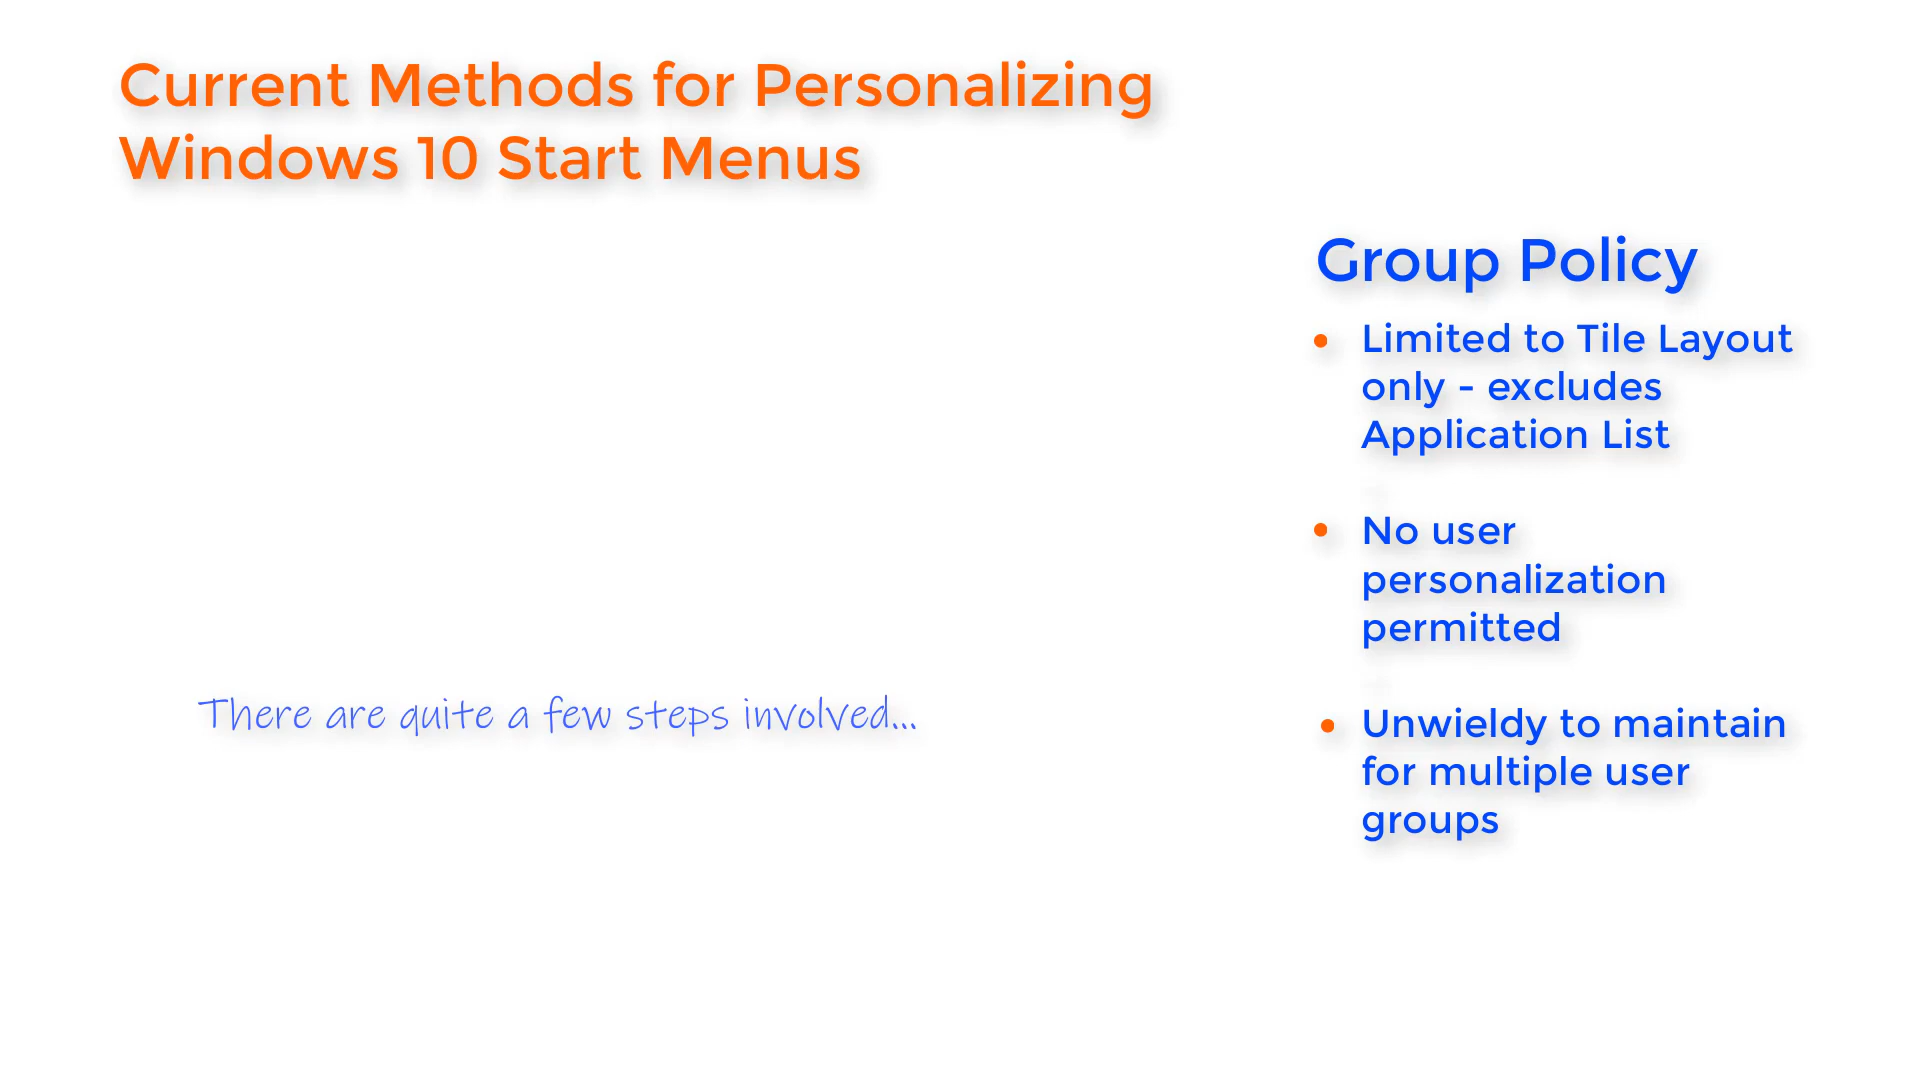 Current Methods for Personalizing
Windows 10 Start Menus
Group Policy
• Limited to Tile Layout
only - excludes
Application List
• No user
personalization
permitted
• Unwieldy to maintain
for multiple user
groups
There are quite a few steps involved...